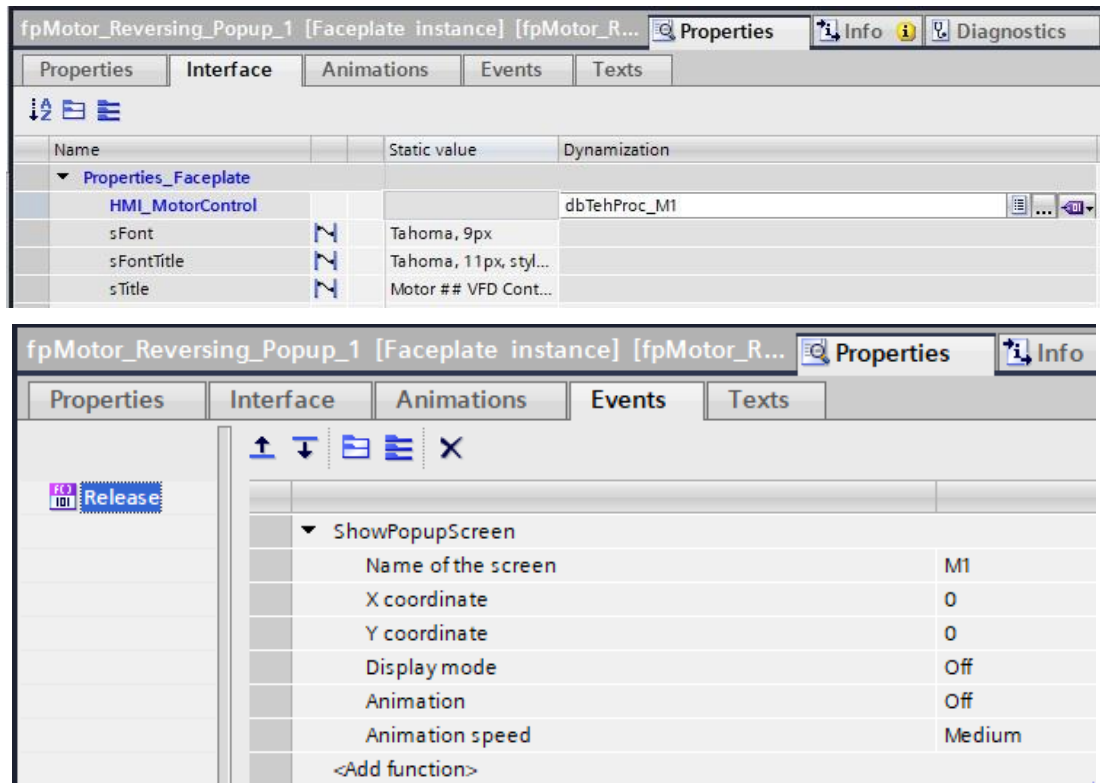 fpMotor_Reversing_Popup_1 [Faceplate instance] [fpMotor_R... Properties Info Diagnostics
Properties Interface Animations Events Texts
Name Static value Dynamization
Properties_Faceplate
HMI_MotorControl dbTehProc_M1
sFont Tahoma, 9px
sFontTitle Tahoma, 11px, styl...
sTitle Motor ## VFD Cont...
fpMotor_Reversing_Popup_1 [Faceplate instance] [fpMotor_R... Properties Info
Properties Interface Animations Events Texts
Release
ShowPopupScreen
Name of the screen M1
X coordinate 0
Y coordinate 0
Display mode Off
Animation Off
Animation speed Medium
<Add function>